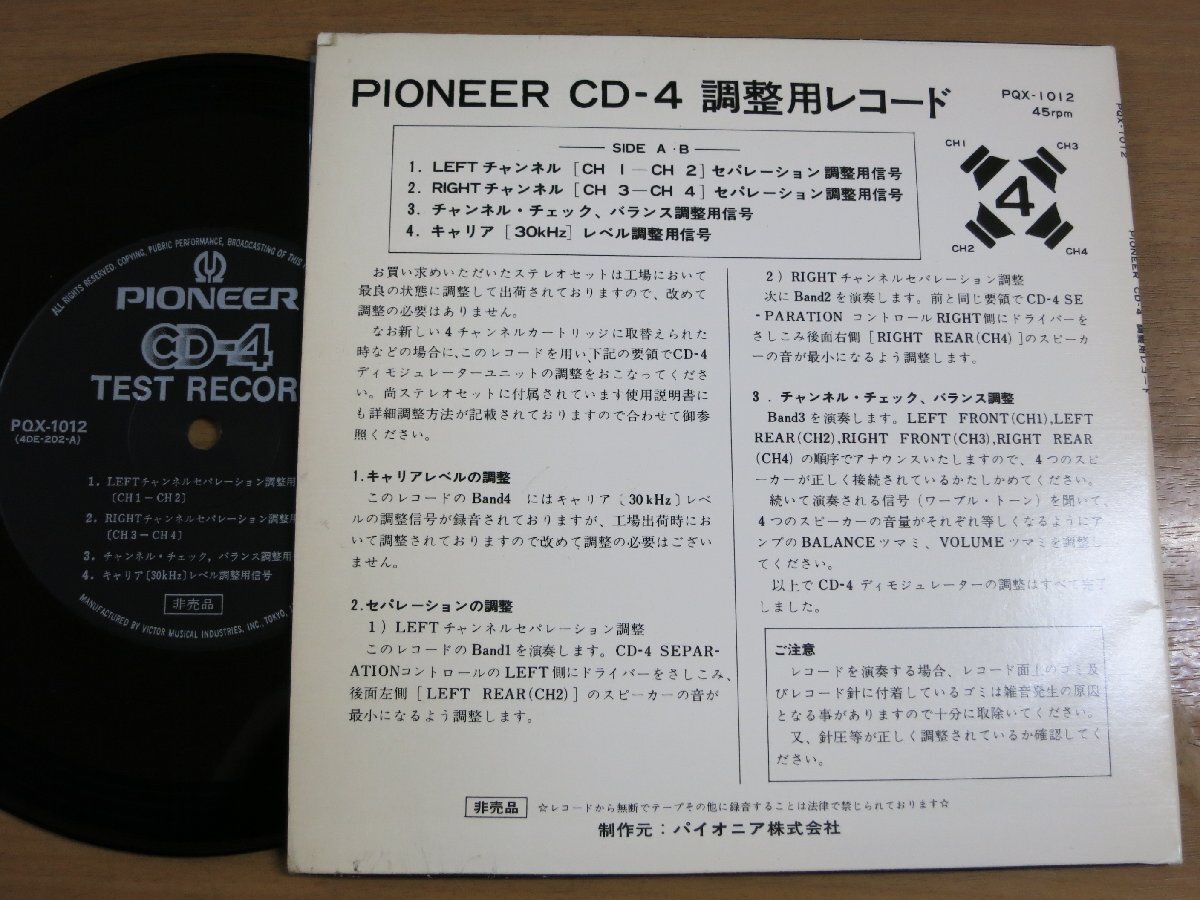 PIONEER CD-4 調整用レコード
PQX-1012
45rpm
SIDE A・B
1. LEFTチャンネル [CH 1—CH 2] セパレーション調整用信号
2. RIGHTチャンネル [CH 3—CH 4] セパレーション調整用信号
3. チャンネル・チェック、バランス調整用信号
4. キャリア [30kHz] レベル調整用信号
CH1
CH3
4
CH2
CH4
お買い求めいただいたステレオセットは工場において
最良の状態に調整して出荷されておりますので、改めて
調整の必要はありません。
なお新しい4チャンネルカートリッジに取替えられた
時などの場合に、このレコードを用い、下記の要領でCD-4
ディモジュレーターユニットの調整をおこなってくださ
い。尚ステレオセットに付属されています使用説明書に
も詳細調整方法が記載されておりますので合わせて御参
照ください。
1.キャリアレベルの調整
このレコードのBand4 にはキャリア〔30kHz〕レベ
ルの調整信号が録音されておりますが、工場出荷時にお
いて調整されておりますので改めて調整の必要はござい
ません。
2.セパレーションの調整
1）LEFTチャンネルセパレーション調整
このレコードのBand1を演奏します。CD-4 SEPAR-
ATIONコントロールのLEFT側にドライバーをさしこみ、
後面左側［LEFT REAR(CH2)］のスピーカーの音が
最小になるよう調整します。
2）RIGHTチャンネルセパレーション調整
次にBand2を演奏します。前と同じ要領でCD-4 SE
-PARATION コントロールRIGHT側にドライバーを
さしこみ後面右側［RIGHT REAR(CH4)］のスピーカ
ーの音が最小になるよう調整します。
3．チャンネル・チェック、バランス調整
Band3を演奏します。LEFT FRONT(CH1),LEFT
REAR(CH2),RIGHT FRONT(CH3),RIGHT REAR
(CH4) の順序でアナウンスいたしますので、4つのスピ
ーカーが正しく接続されているかたしかめてください。
続いて演奏される信号（ワーブル・トーン）を聞いて
4つのスピーカーの音量がそれぞれ等しくなるようにア
ンプのBALANCEツマミ、VOLUMEツマミを調整し
てください。
以上でCD-4 ディモジュレーターの調整はすべて完了
しました。
ご注意
レコードを演奏する場合、レコード面上のゴミ及
びレコード針に付着しているゴミは雑音発生の原因
となる事がありますので十分に取除いてください。
又、針圧等が正しく調整されているか確認してく
ださい。
非売品 ☆レコードから無断でテープその他に録音することは法律で禁じられております☆
制作元：パイオニア株式会社
PQX-1012
PIONEER CD-4 調整用レコード
ALL RIGHTS RESERVED. COPYING, PUBRIC PERFORMANCE, BROADCASTING OF THIS
PIONEER
CD-4
TEST RECOR
PQX-1012
(4DE-202-A)
1. LEFTチャンネルセパレーション調整用
〔CH1－CH2〕
2. RIGHTチャンネルセパレーション調整用
〔CH3－CH4〕
3. チャンネル・チェック, バランス調整用
4. キャリア〔30kHz〕レベル調整用信号
非売品
MANUFACTURED BY VICTOR MUSICAL INDUSTRIES, INC., TOKYO,